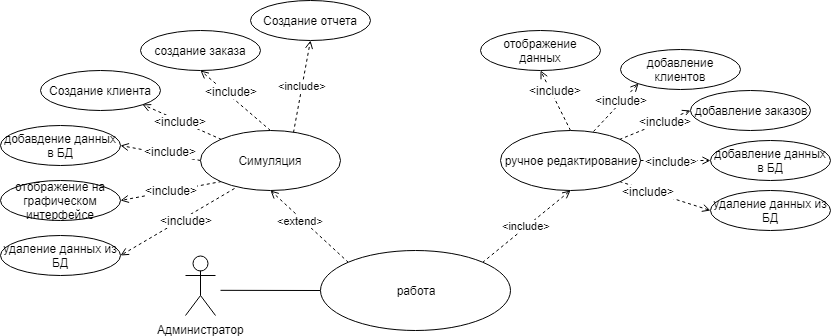 Создание отчета
создание заказа
отображение
данных
добавление
клиентов
<include>
<include>
<include>
Создание клиента
<include>
<include>
добавление заказов
<include>
<include>
добавдение данных
в БД
<include>
Симуляция
ручное редактирование
<include>
добавление данных
в БД
отображение на
графическом
интерфейсе
<include>
<include>
<include>
удаление данных из
БД
<extend>
<include>
удаление данных из
БД
работа
Администратор